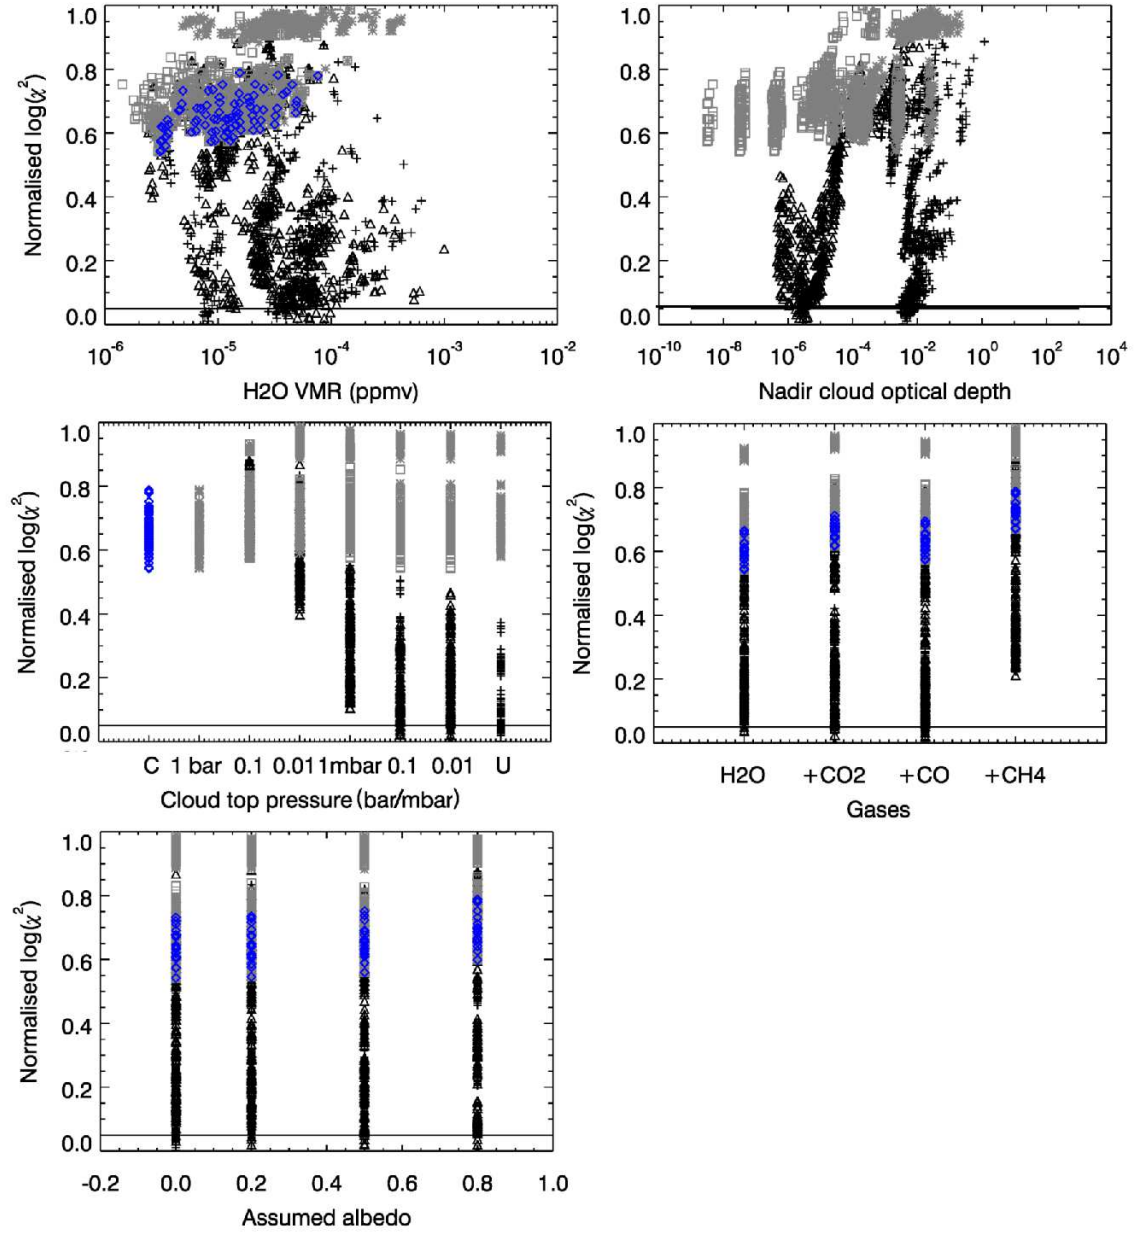 Normalised log(χ²)
1.0
0.8
0.6
0.4
0.2
0.0
10⁻⁶ 10⁻⁵ 10⁻⁴ 10⁻³ 10⁻²
H2O VMR (ppmv)
Normalised log(χ²)
1.0
0.8
0.6
0.4
0.2
0.0
10⁻¹⁰ 10⁻⁸ 10⁻⁶ 10⁻⁴ 10⁻² 10⁰ 10² 10⁴
Nadir cloud optical depth
Normalised log(χ²)
1.0
0.8
0.6
0.4
0.2
0.0
C 1 bar 0.1 0.011mbar 0.1 0.01 U
Cloud top pressure (bar/mbar)
Normalised log(χ²)
1.0
0.8
0.6
0.4
0.2
0.0
H2O +CO2 +CO +CH4
Gases
Normalised log(χ²)
1.0
0.8
0.6
0.4
0.2
0.0
-0.2 0.0 0.2 0.4 0.6 0.8 1.0
Assumed albedo